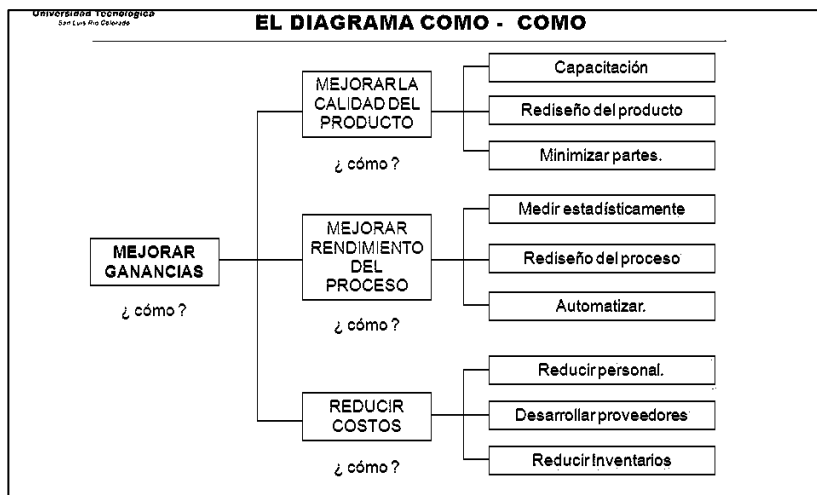 Universidad Tecnológica
San Luis Río Colorado
EL DIAGRAMA COMO - COMO
MEJORAR GANANCIAS
¿ cómo ?
MEJORAR LA
CALIDAD DEL
PRODUCTO
¿ cómo ?
Capacitación
Rediseño del producto
Minimizar partes.
MEJORAR
RENDIMIENTO
DEL
PROCESO
¿ cómo ?
Medir estadísticamente
Rediseño del proceso
Automatizar.
REDUCIR
COSTOS
¿ cómo ?
Reducir personal.
Desarrollar proveedores
Reducir Inventarios